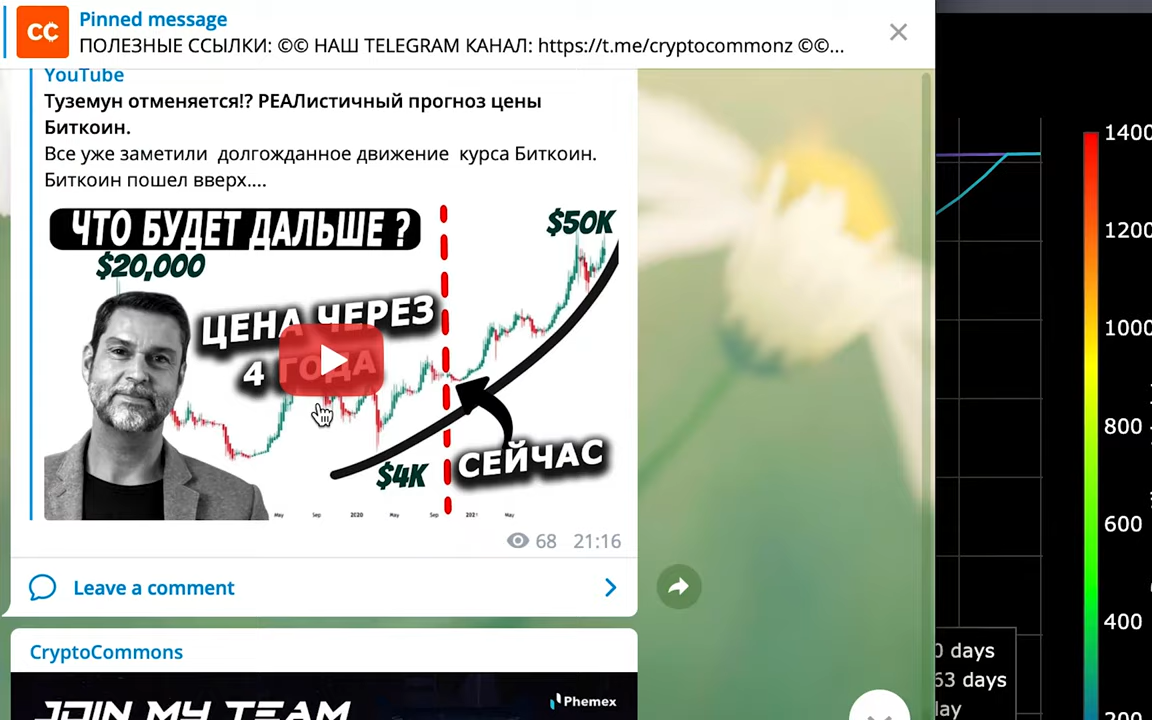 CC
Pinned message
ПОЛЕЗНЫЕ ССЫЛКИ: ©© НАШ TELEGRAM КАНАЛ: https://t.me/cryptocommonz ©©...
YouTube
Туземун отменяется!? РЕАЛистичный прогноз цены
Биткоин.
Все уже заметили долгожданное движение курса Биткоин.
Биткоин пошел вверх....
ЧТО БУДЕТ ДАЛЬШЕ ?
$50K
$20,000
ЦЕНА ЧЕРЕЗ
4 ГОДА
СЕЙЧАС
$4K
May Sep 2020 May Sep 2021 May
68 21:16
Leave a comment
CryptoCommons
JOIN MY TEAM
Phemex
1400
1200
1000
800
600
400
200
0 days
63 days